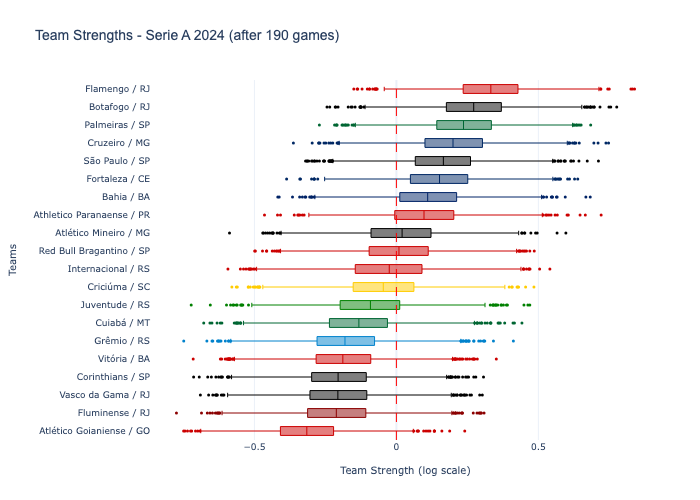 Team Strengths - Serie A 2024 (after 190 games)
Flamengo / RJ
Botafogo / RJ
Palmeiras / SP
Cruzeiro / MG
São Paulo / SP
Fortaleza / CE
Bahia / BA
Athletico Paranaense / PR
Atlético Mineiro / MG
Red Bull Bragantino / SP
Internacional / RS
Criciúma / SC
Juventude / RS
Cuiabá / MT
Grêmio / RS
Vitória / BA
Corinthians / SP
Vasco da Gama / RJ
Fluminense / RJ
Atlético Goianiense / GO
Teams
−0.5 0 0.5
Team Strength (log scale)